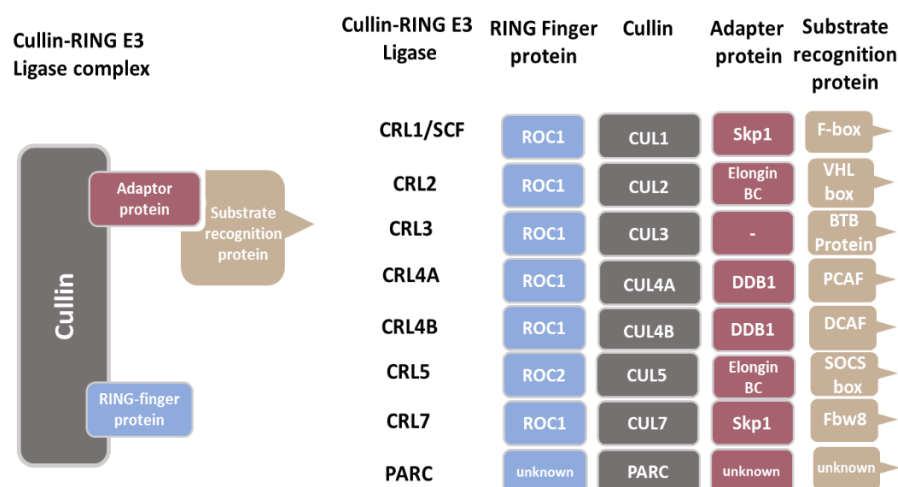 Cullin-RING E3
Ligase complex
Cullin
Adaptor
protein
Substrate
recognition
protein
RING-finger
protein
Cullin-RING E3
Ligase
RING Finger
protein
Cullin
Adapter
protein
Substrate
recognition
protein
CRL1/SCF
ROC1
CUL1
Skp1
F-box
CRL2
ROC1
CUL2
Elongin
BC
VHL
box
CRL3
ROC1
CUL3
-
BTB
Protein
CRL4A
ROC1
CUL4A
DDB1
PCAF
CRL4B
ROC1
CUL4B
DDB1
DCAF
CRL5
ROC2
CUL5
Elongin
BC
SOCS
box
CRL7
ROC1
CUL7
Skp1
Fbw8
PARC
unknown
PARC
unknown
unknown